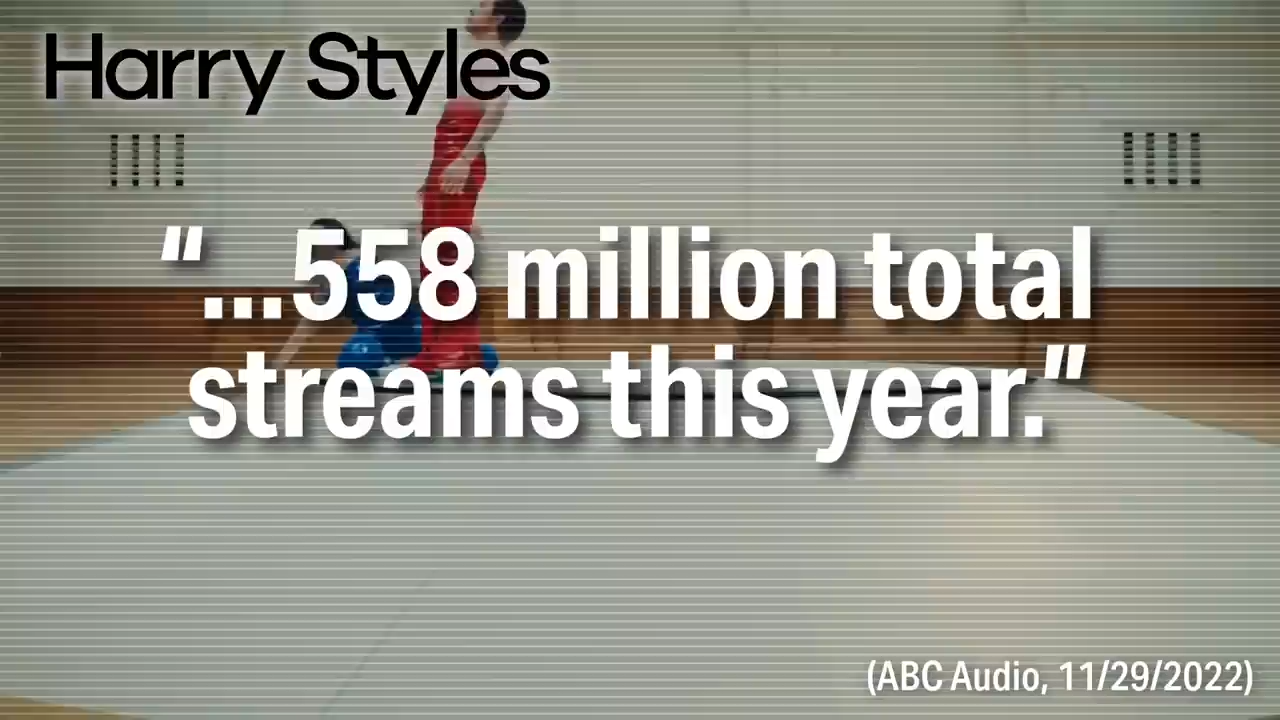 Harry Styles
"...558 million total
streams this year."
(ABC Audio, 11/29/2022)